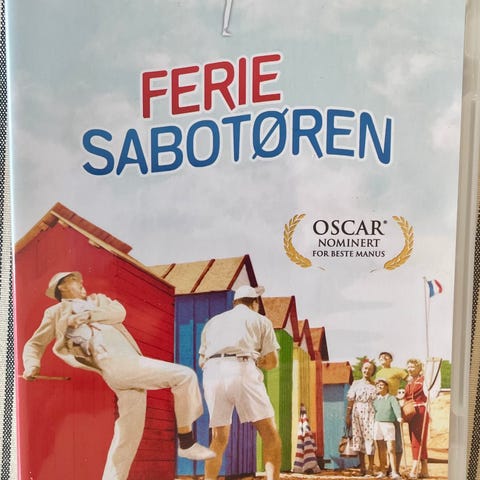 FERIE
SABOTØREN
OSCAR®
NOMINERT
FOR BESTE MANUS